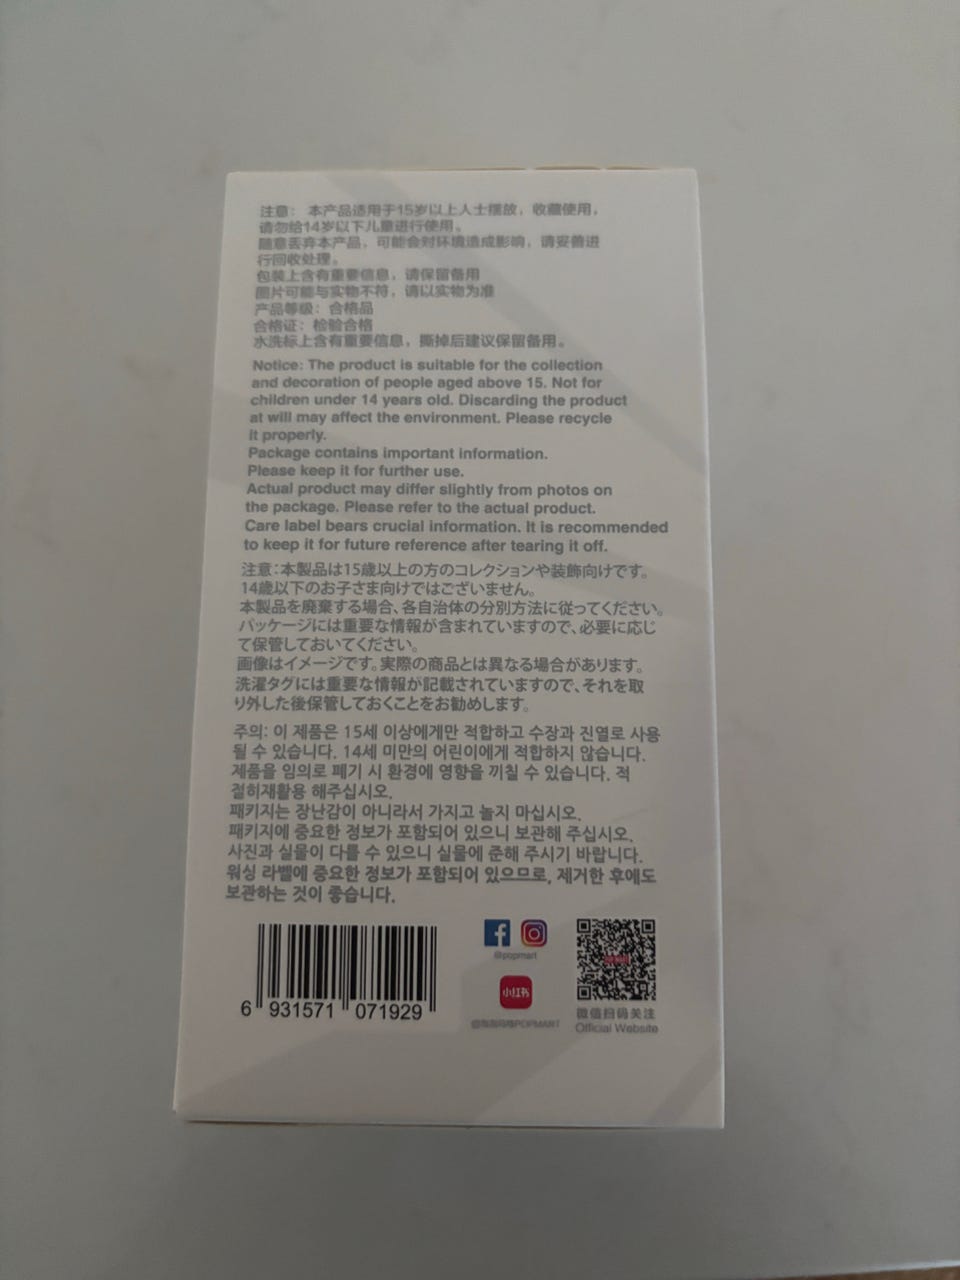 注意： 本产品适用于15岁以上人士摆放，收藏使用，
请勿给14岁以下儿童进行使用。
随意丢弃本产品，可能会对环境造成影响，请妥善进
行回收处理。
包装上含有重要信息，请保留备用
图片可能与实物不符，请以实物为准
产品等级：合格品
合格证：检验合格
水洗标上含有重要信息，撕掉后建议保留备用。
Notice: The product is suitable for the collection
and decoration of people aged above 15. Not for
children under 14 years old. Discarding the product
at will may affect the environment. Please recycle
it properly.
Package contains important information.
Please keep it for further use.
Actual product may differ slightly from photos on
the package. Please refer to the actual product.
Care label bears crucial information. It is recommended
to keep it for future reference after tearing it off.
注意：本製品は15歳以上の方のコレクションや装飾向けです。
14歳以下のお子さま向けではございません。
本製品を廃棄する場合、各自治体の分別方法に従ってください。
パッケージには重要な情報が含まれていますので、必要に応じ
て保管しておいてください。
画像はイメージです。実際の商品とは異なる場合があります。
洗濯タグには重要な情報が記載されていますので、それを取
り外した後保管しておくことをお勧めします。
주의: 이 제품은 15세 이상에게만 적합하고 수장과 진열로 사용
될 수 있습니다. 14세 미만의 어린이에게 적합하지 않습니다.
제품을 임의로 폐기 시 환경에 영향을 끼칠 수 있습니다. 적
절히재활용 해주십시오.
패키지는 장난감이 아니라서 가지고 놀지 마십시오.
패키지에 중요한 정보가 포함되어 있으니 보관해 주십시오.
사진과 실물이 다를 수 있으니 실물에 준해 주시기 바랍니다.
워싱 라벨에 중요한 정보가 포함되어 있으므로, 제거한 후에도
보관하는 것이 좋습니다.
6 931571 071929
@popmart
小红书
POPMART
POP MART
微信扫码关注
Official Website